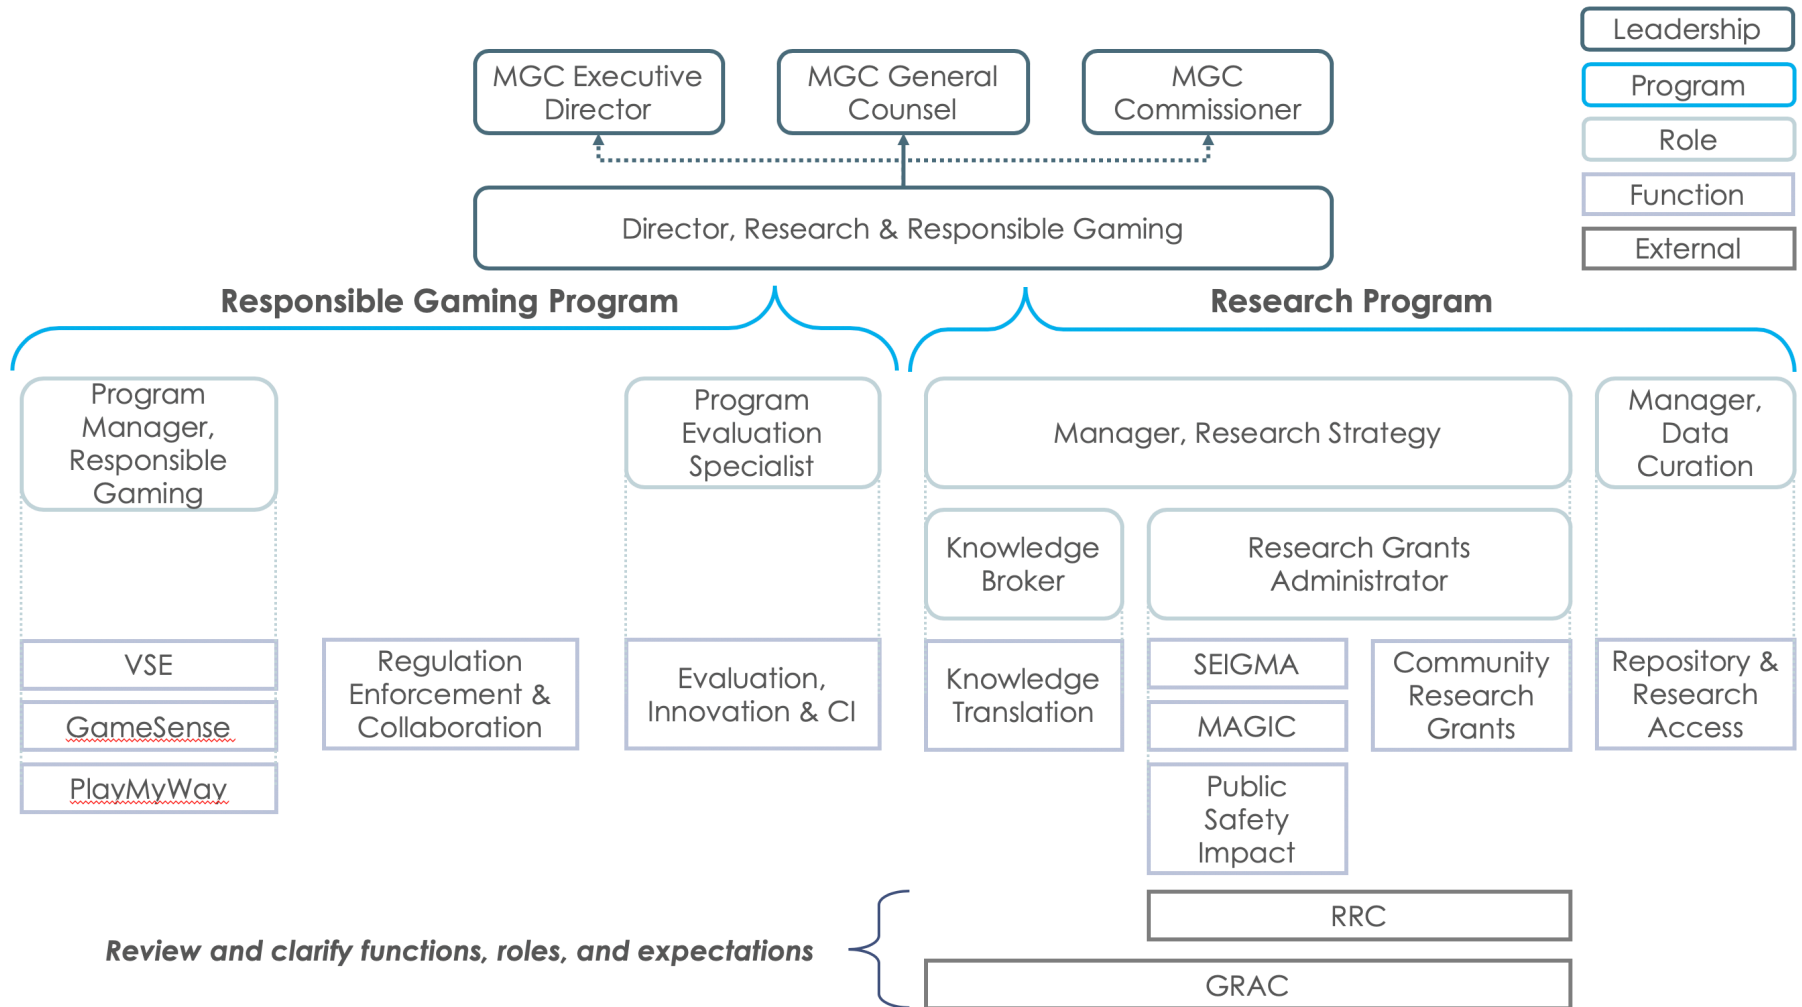 Leadership
Program
Role
Function
External
MGC Executive
Director
MGC General
Counsel
MGC
Commissioner
Director, Research & Responsible Gaming
Responsible Gaming Program
Research Program
Program
Manager,
Responsible
Gaming
Program
Evaluation
Specialist
Manager, Research Strategy
Manager,
Data
Curation
Knowledge
Broker
Research Grants
Administrator
VSE
GameSense
PlayMyWay
Regulation
Enforcement &
Collaboration
Evaluation,
Innovation & CI
Knowledge
Translation
SEIGMA
MAGIC
Public
Safety
Impact
Community
Research
Grants
Repository &
Research
Access
Review and clarify functions, roles, and expectations
RRC
GRAC